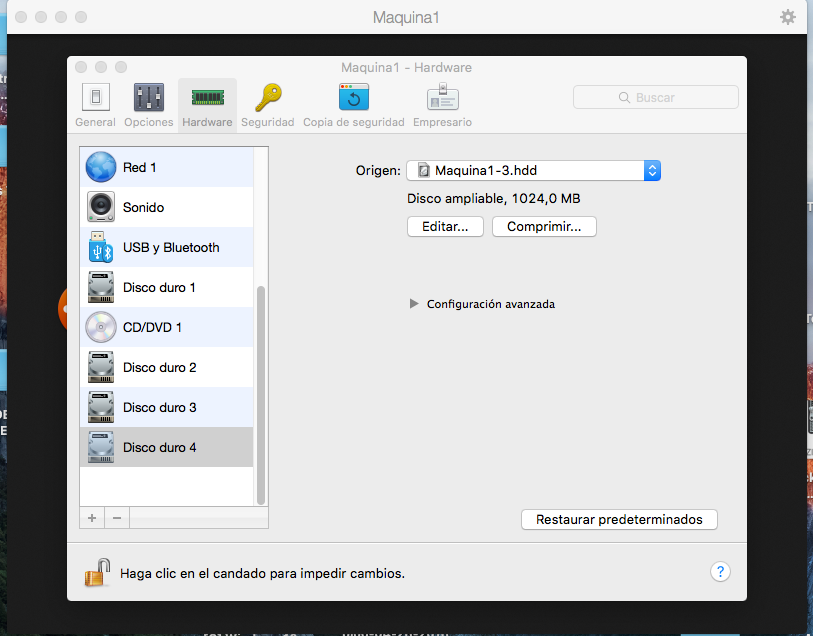 Maquina1
Maquina1 - Hardware
General Opciones Hardware Seguridad Copia de seguridad Empresario
Buscar
Red 1
Sonido
USB y Bluetooth
Disco duro 1
CD/DVD 1
Disco duro 2
Disco duro 3
Disco duro 4
Origen: Maquina1-3.hdd
Disco ampliable, 1024,0 MB
Editar... Comprimir...
Configuración avanzada
Restaurar predeterminados
Haga clic en el candado para impedir cambios.
?